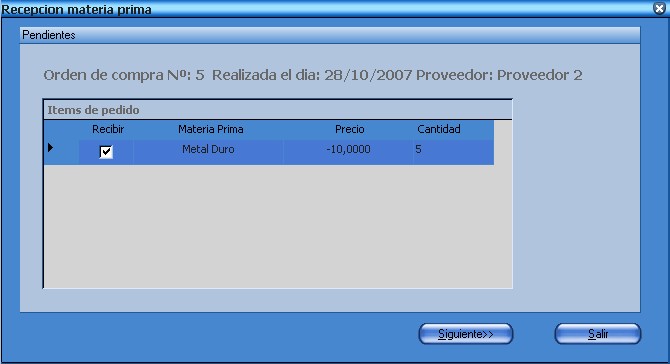 Recepcion materia prima
Pendientes
Orden de compra Nº: 5 Realizada el dia: 28/10/2007 Proveedor: Proveedor 2
Items de pedido
Recibir Materia Prima Precio Cantidad
Metal Duro -10,0000 5
Siguiente>> Salir